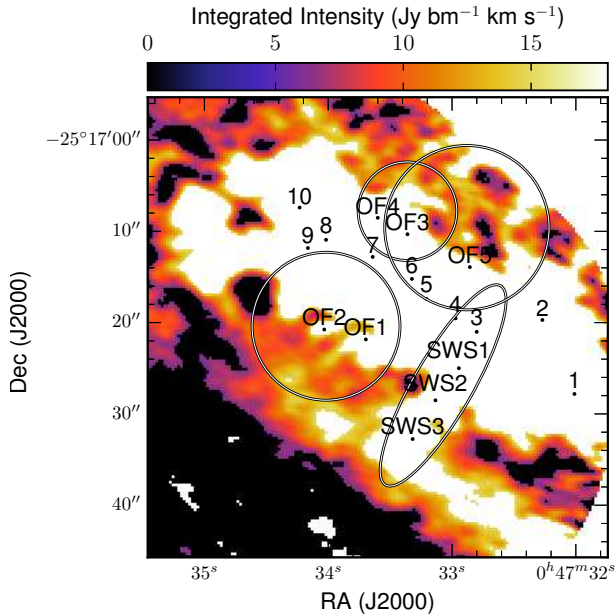 Integrated Intensity (Jy bm⁻¹ km s⁻¹)
0 5 10 15
−25°17′00″
10″
20″
30″
40″
Dec (J2000)
10
9
8
7
OF4
OF3
6
5
OF5
4
3
2
1
OF2
OF1
SWS1
SWS2
SWS3
35ˢ 34ˢ 33ˢ 0ʰ47ᵐ32ˢ
RA (J2000)